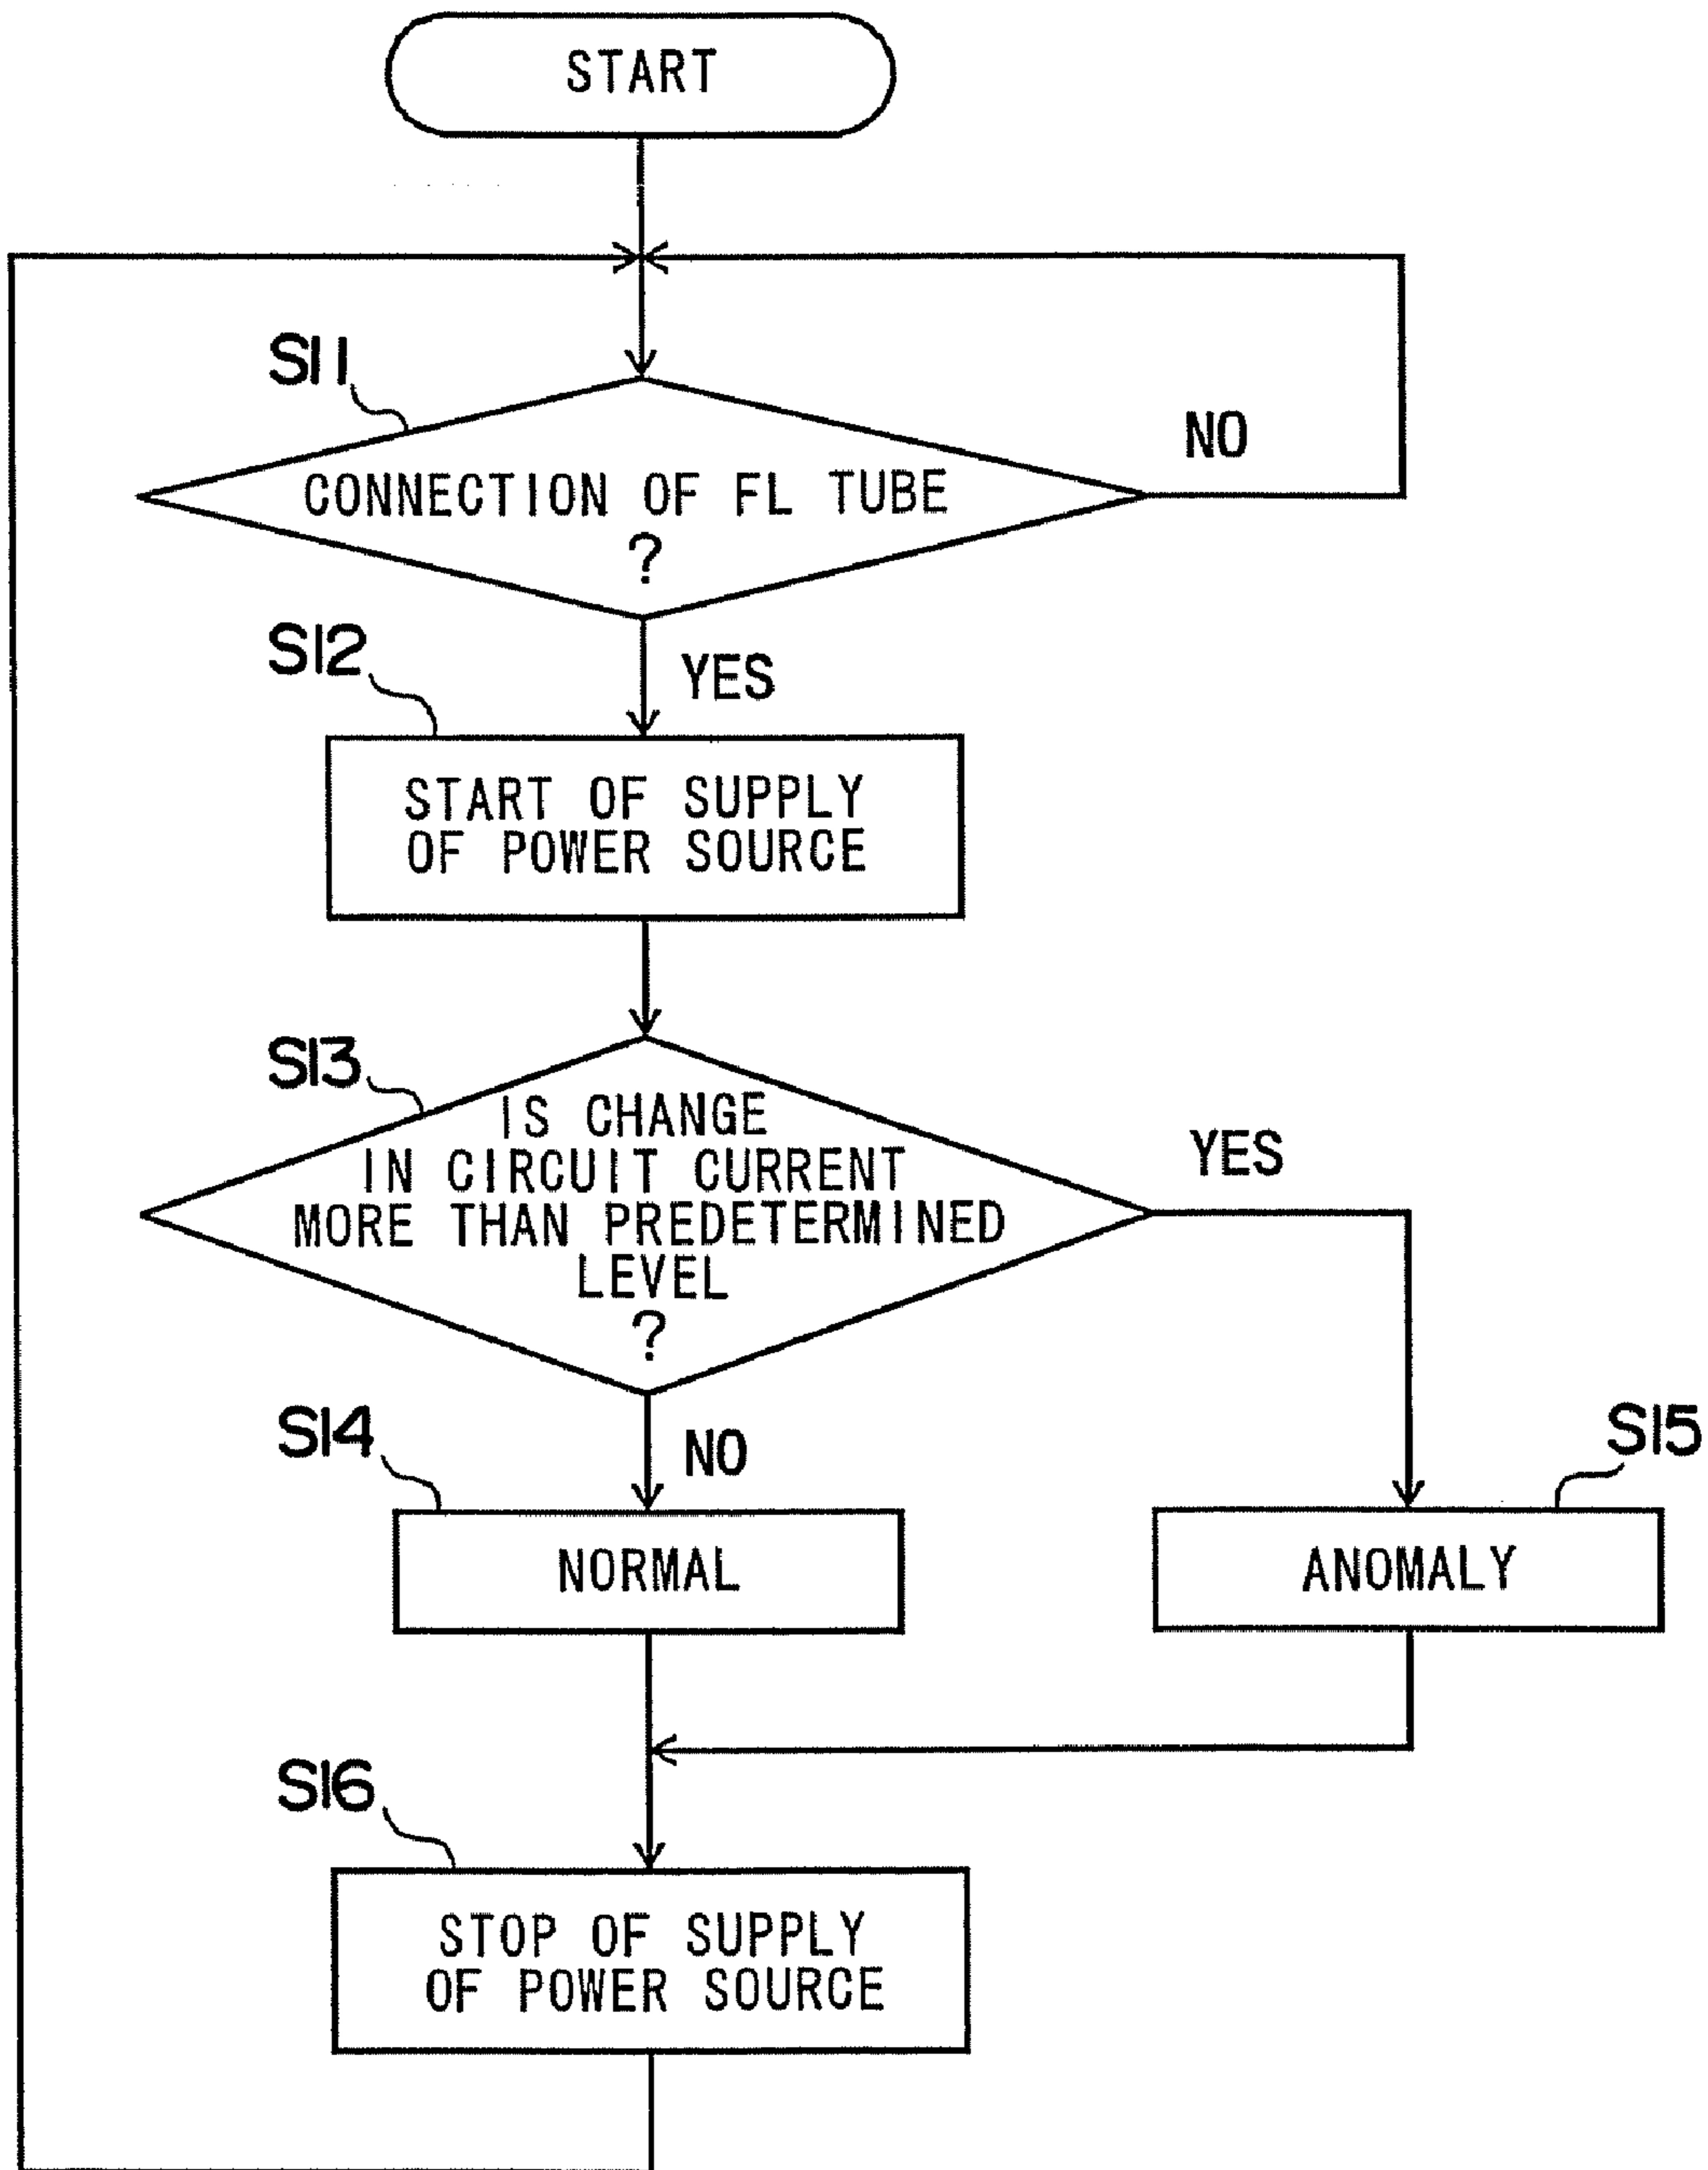 START
S11
NO
CONNECTION OF FL TUBE
?
S12
YES
START OF SUPPLY
OF POWER SOURCE
S13
IS CHANGE
IN CIRCUIT CURRENT
MORE THAN PREDETERMINED
LEVEL
?
YES
S14
NO
S15
NORMAL
ANOMALY
S16
STOP OF SUPPLY
OF POWER SOURCE